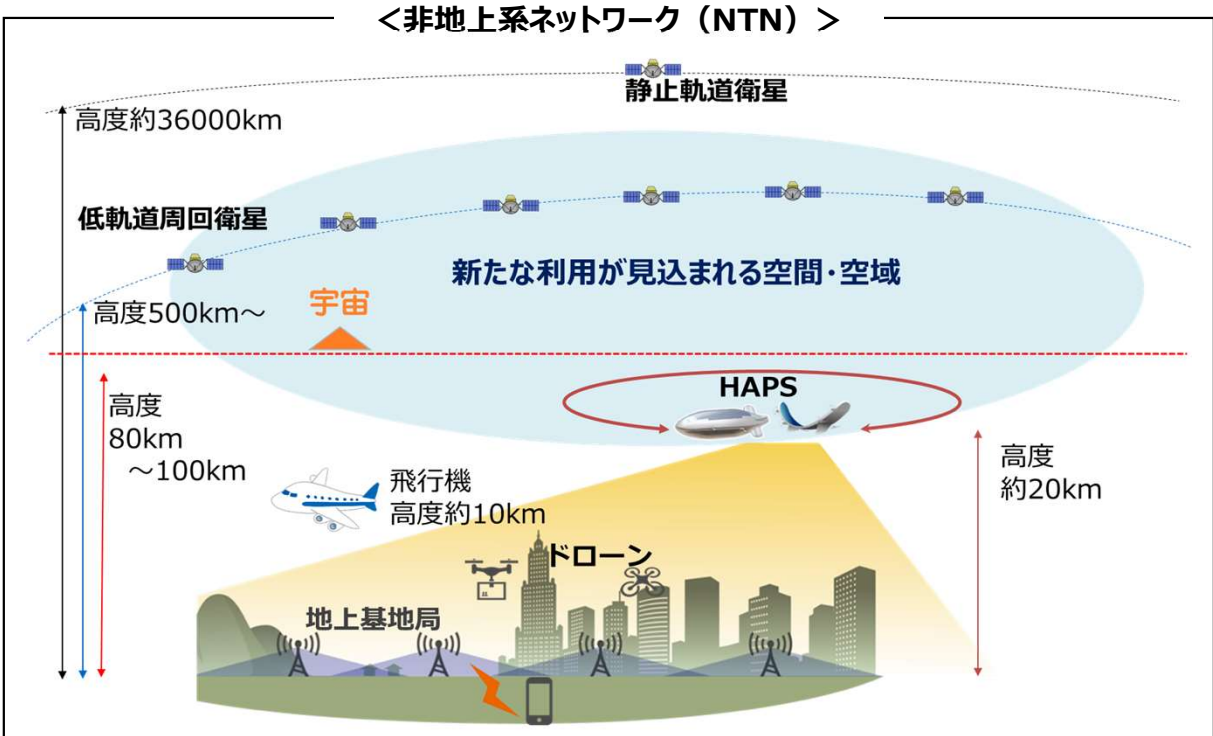 ＜非地上系ネットワーク（NTN）＞
静止軌道衛星
高度約36000km
低軌道周回衛星
新たな利用が見込まれる空間・空域
高度500km～
宇宙
HAPS
高度
80km
～100km
高度
約20km
飛行機
高度約10km
ドローン
地上基地局